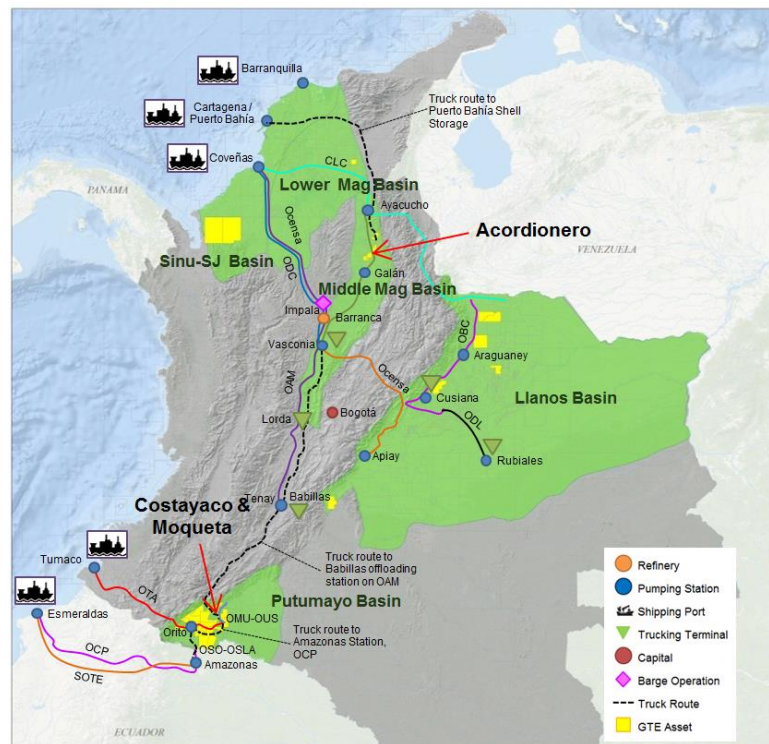 Barranquilla
Cartagena /
Puerto Bahía
Truck route to
Puerto Bahía Shell
Storage
Coveñas
CLC
PANAMA
Lower Mag Basin
Ayacucho
Ocensa
ODC
Acordionero
VENEZUELA
Sinu-SJ Basin
Galán
Middle Mag Basin
Impala
Barranca
OBC
Vasconia
Araguaney
Ocensa
OAM
Cusiana
Llanos Basin
Lorda
Bogotá
ODL
Apiay
Rubiales
Costayaco &
Moqueta
Tenay
Babillas
Tumaco
Truck route to
Babillas offloading
station on OAM
OTA
Esmeraldas
Putumayo Basin
OMU-OUS
Orito
Truck route to
Amazonas Station,
OCP
OCP
OSO-OSLA
SOTE
Amazonas
ECUADOR
Refinery
Pumping Station
Shipping Port
Trucking Terminal
Capital
Barge Operation
Truck Route
GTE Asset